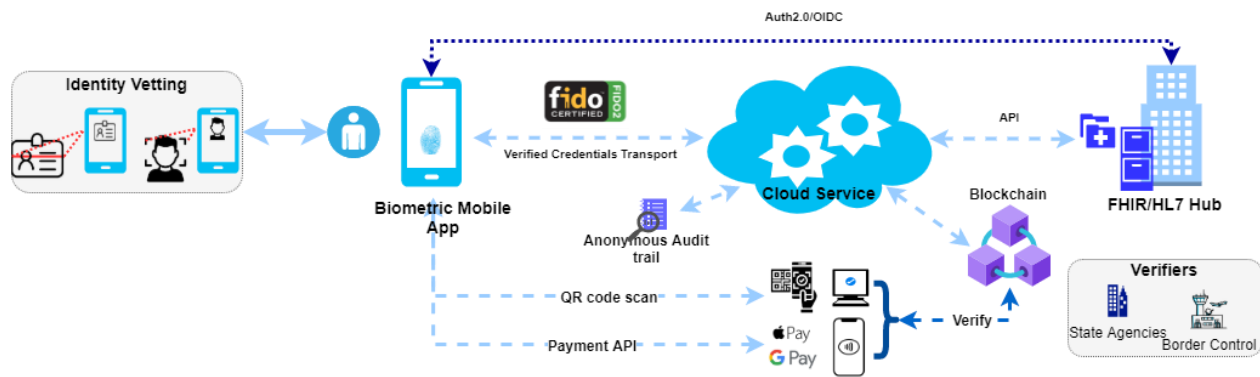 Auth2.0/OIDC
Identity Vetting
fido
CERTIFIED
FIDO2
API
Verified Credentials Transport
Cloud Service
Blockchain
FHIR/HL7 Hub
Biometric Mobile
App
Anonymous Audit
trail
QR code scan
Verify
Payment API
Pay
G Pay
Verifiers
State Agencies
Border Control